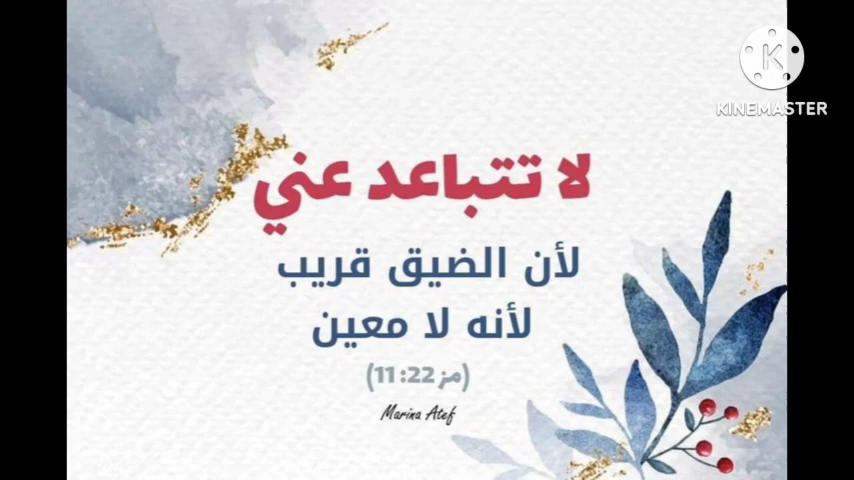 KINEMASTER
لا تتباعد عني
لأن الضيق قريب
لأنه لا معين
(مز 22: 11)
Marina Atef